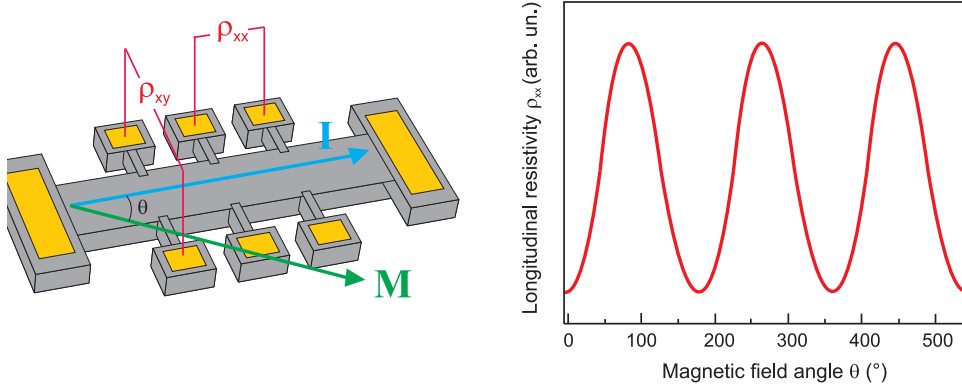 ρxx
ρxy
I
θ
M
Longitudinal resistivity ρxx (arb. un.)
0 100 200 300 400 500
Magnetic field angle θ (°)